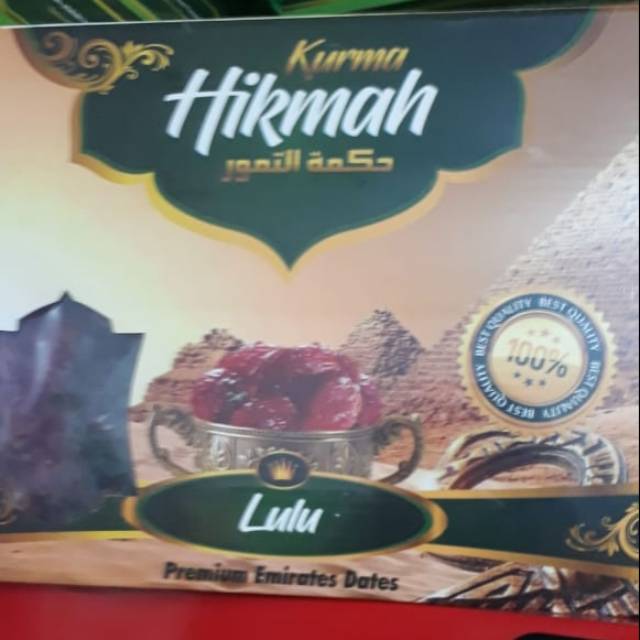 Kurma
Hikmah
حكمة التمور
BEST QUALITY BEST QUALITY BEST QUALITY BEST QUALITY
100%
Lulu
Premium Emirates Dates